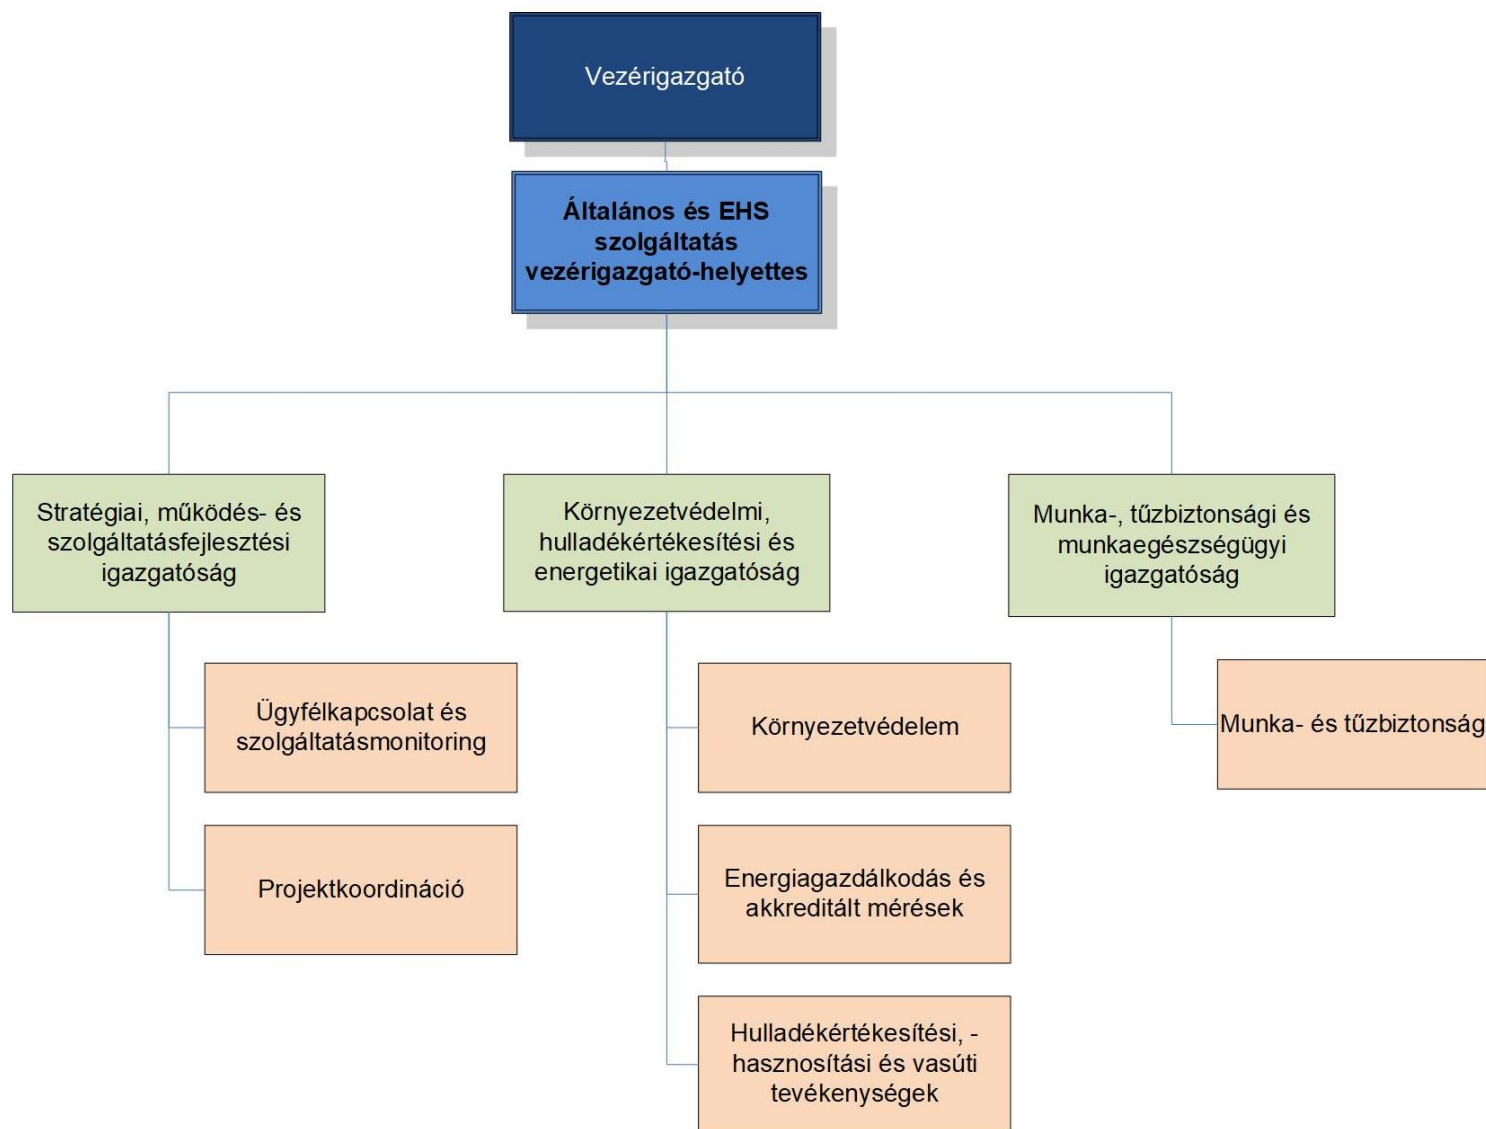 Vezérigazgató
Általános és EHS
szolgáltatás
vezérigazgató-helyettes
Stratégiai, működés- és
szolgáltatásfejlesztési
igazgatóság
Környezetvédelmi,
hulladékértékesítési és
energetikai igazgatóság
Munka-, tűzbiztonsági és
munkaegészségügyi
igazgatóság
Ügyfélkapcsolat és
szolgáltatásmonitoring
Projektkoordináció
Környezetvédelem
Energiagazdálkodás és
akkreditált mérések
Hulladékértékesítési, -
hasznosítási és vasúti
tevékenységek
Munka- és tűzbiztonság